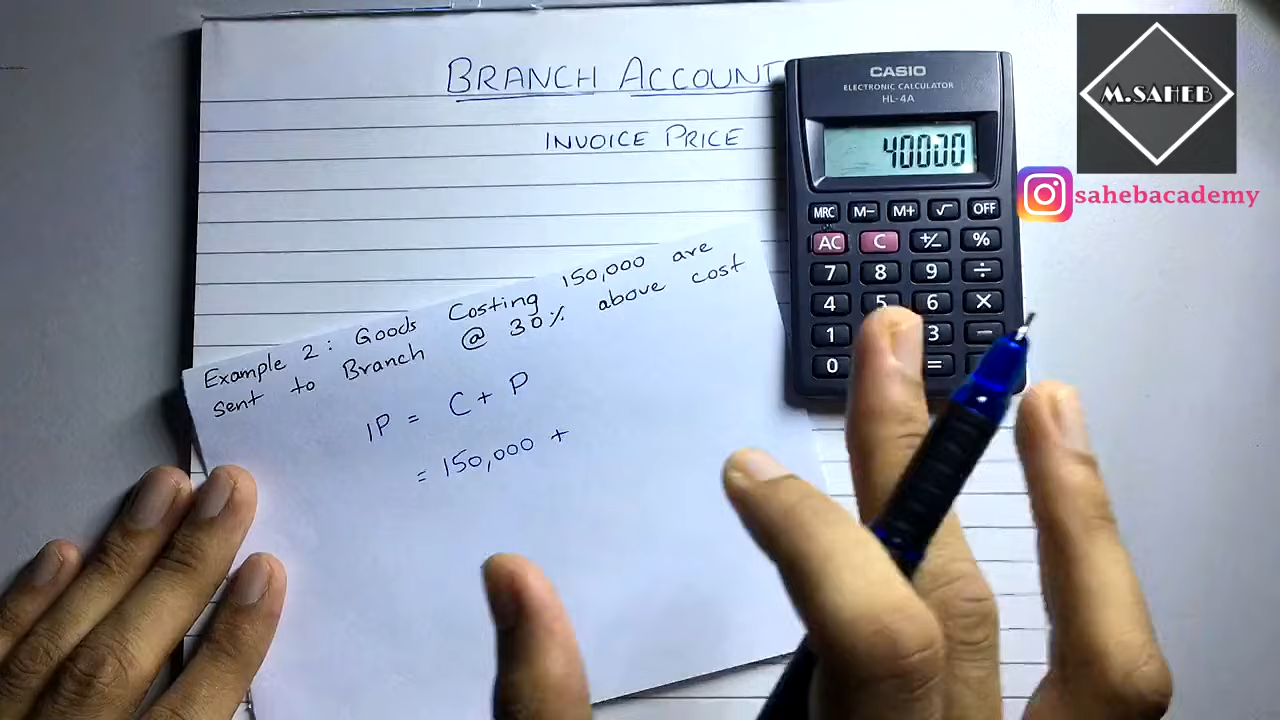 BRANCH ACCOUNT
INVOICE PRICE
Example 2: Goods Costing 150,000 are
sent to Branch @ 30% above cost
IP = C + P
= 150,000 +
CASIO
ELECTRONIC CALCULATOR
HL-4A
40000
MRC M− M+ √ OFF
AC C +/− %
7 8 9 ÷
4 5 6 ×
1 3 −
0 =
M.SAHEB
sahebacademy